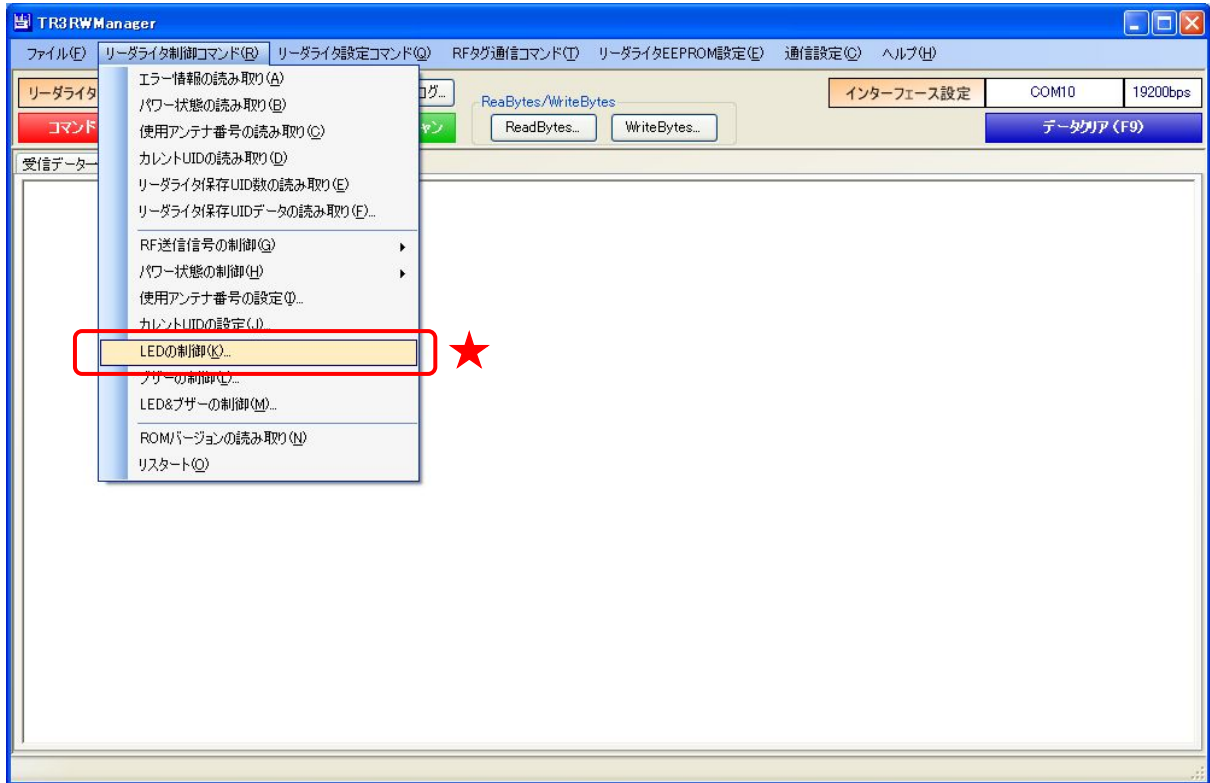 TR3RWManager
ファイル(F) リーダライタ制御コマンド(R) リーダライタ設定コマンド(Q) RFタグ通信コマンド(T) リーダライタEEPROM設定(E) 通信設定(C) ヘルプ(H)
リーダライタ
ログ...
ReaBytes/WriteBytes
インターフェース設定 COM10 19200bps
コマンド
ャン
ReadBytes... WriteBytes...
データクリア(F9)
受信データ
エラー情報の読み取り(A)
パワー状態の読み取り(B)
使用アンテナ番号の読み取り(C)
カレントUIDの読み取り(D)
リーダライタ保存UID数の読み取り(E)
リーダライタ保存UIDデータの読み取り(F)...
RF送信信号の制御(G)
パワー状態の制御(H)
使用アンテナ番号の設定(I)...
カレントUIDの設定(J)...
LEDの制御(K)...
ブザーの制御(L)...
LED&ブザーの制御(M)...
ROMバージョンの読み取り(N)
リスタート(O)